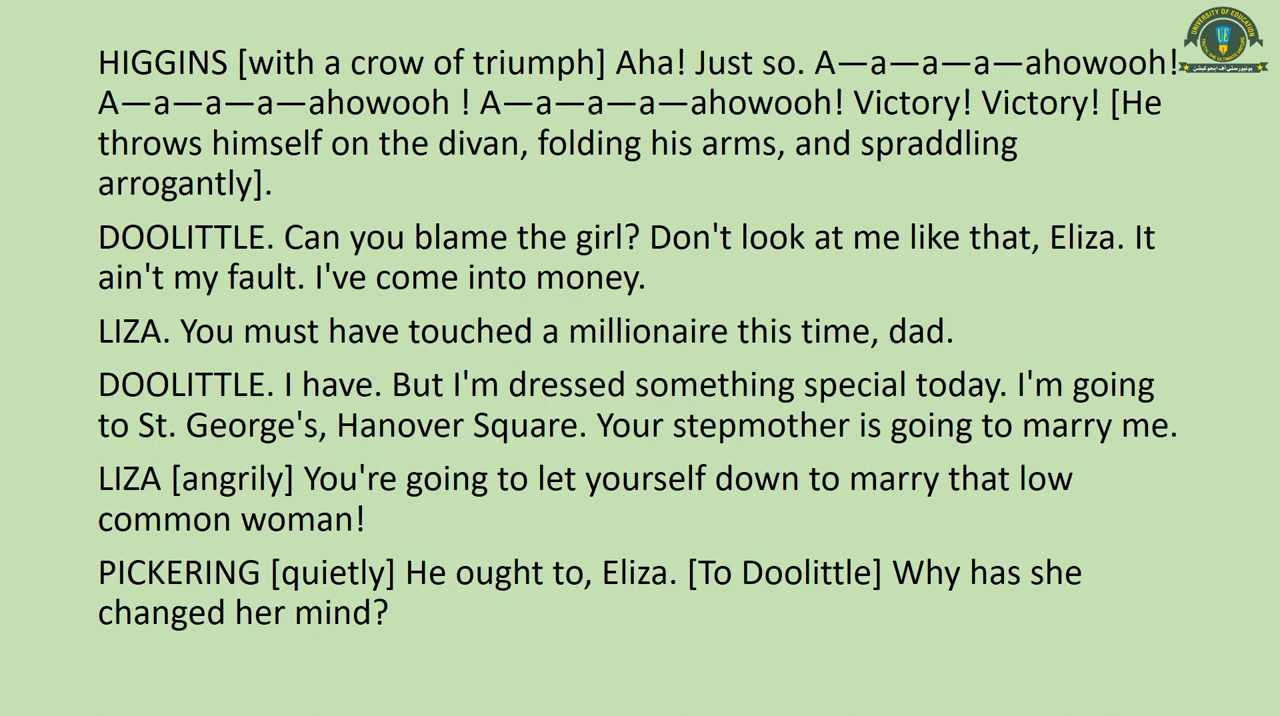 HIGGINS [with a crow of triumph] Aha! Just so. A—a—a—a—ahowooh!
A—a—a—a—ahowooh ! A—a—a—a—ahowooh! Victory! Victory! [He
throws himself on the divan, folding his arms, and spraddling
arrogantly].
DOOLITTLE. Can you blame the girl? Don't look at me like that, Eliza. It
ain't my fault. I've come into money.
LIZA. You must have touched a millionaire this time, dad.
DOOLITTLE. I have. But I'm dressed something special today. I'm going
to St. George's, Hanover Square. Your stepmother is going to marry me.
LIZA [angrily] You're going to let yourself down to marry that low
common woman!
PICKERING [quietly] He ought to, Eliza. [To Doolittle] Why has she
changed her mind?
UNIVERSITY OF EDUCATION
UE
یونیورسٹی آف ایجوکیشن